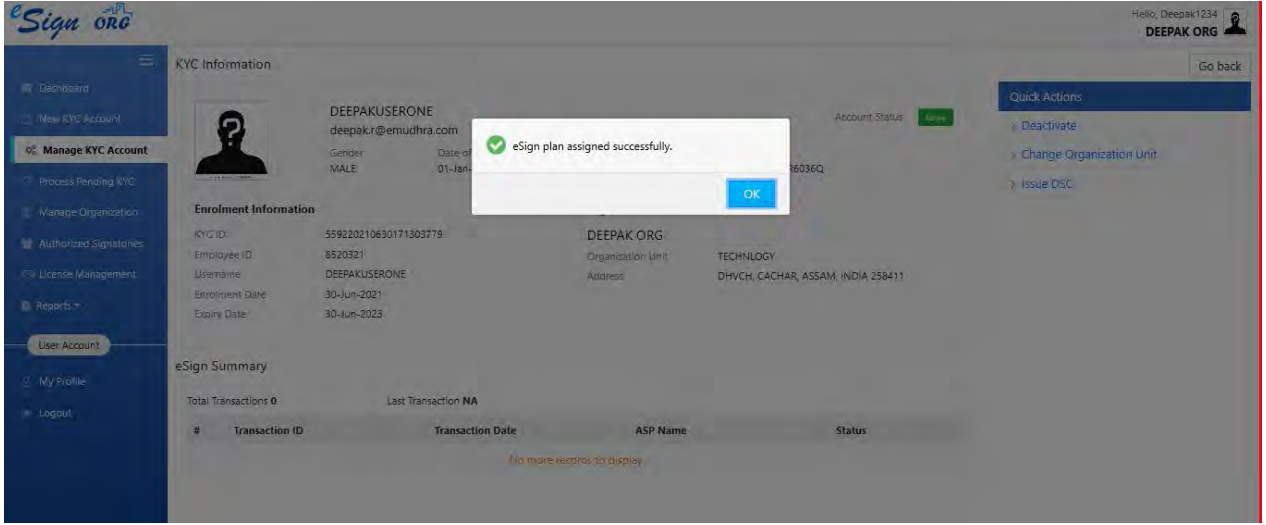 eSign ORG
Hello, Deepak1234
DEEPAK ORG
KYC Information
Go back
Dashboard
New KYC Account
Manage KYC Account
Process Pending KYC
Manage Organization
Authorized Signatories
License Management
Reports
User Account
My Profile
Logout
DEEPAKUSERONE
deepak.r@emudhra.com
Account Status Active
Gender Date of
MALE 01-Jan-
6036Q
eSign plan assigned successfully.
OK
Quick Actions
Deactivate
Change Organization Unit
Issue DSC
Enrolment Information
KYC ID 559220210630171303779
Employee ID 8520321
Username DEEPAKUSERONE
Enrolment Date 30-Jun-2021
Expiry Date 30-Jun-2023
DEEPAK ORG
Organization Unit TECHNLOGY
Address DHVCH, CACHAR, ASSAM, INDIA 258411
eSign Summary
Total Transactions 0 Last Transaction NA
# Transaction ID Transaction Date ASP Name Status
No more records to display